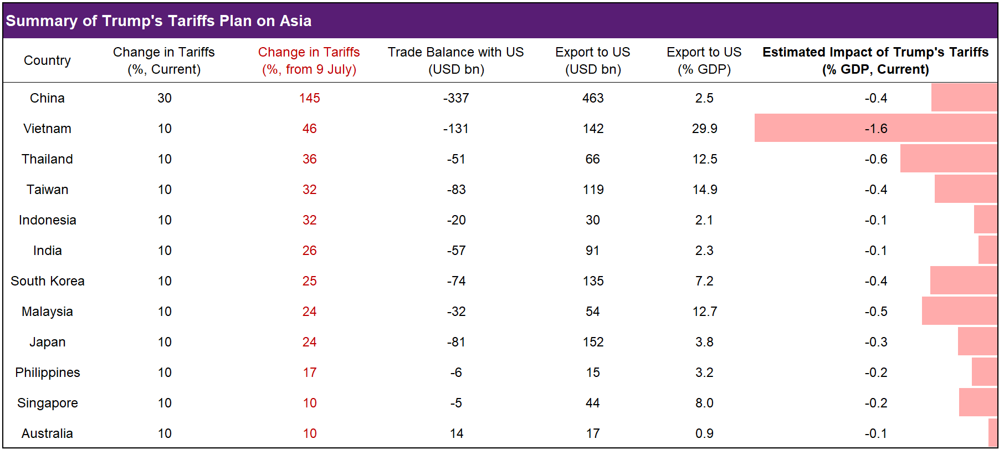 Summary of Trump's Tariffs Plan on Asia
Country Change in Tariffs (%, Current) Change in Tariffs (%, from 9 July) Trade Balance with US (USD bn) Export to US (USD bn) Export to US (% GDP) Estimated Impact of Trump's Tariffs (% GDP, Current)
China 30 145 -337 463 2.5 -0.4
Vietnam 10 46 -131 142 29.9 -1.6
Thailand 10 36 -51 66 12.5 -0.6
Taiwan 10 32 -83 119 14.9 -0.4
Indonesia 10 32 -20 30 2.1 -0.1
India 10 26 -57 91 2.3 -0.1
South Korea 10 25 -74 135 7.2 -0.4
Malaysia 10 24 -32 54 12.7 -0.5
Japan 10 24 -81 152 3.8 -0.3
Philippines 10 17 -6 15 3.2 -0.2
Singapore 10 10 -5 44 8.0 -0.2
Australia 10 10 14 17 0.9 -0.1